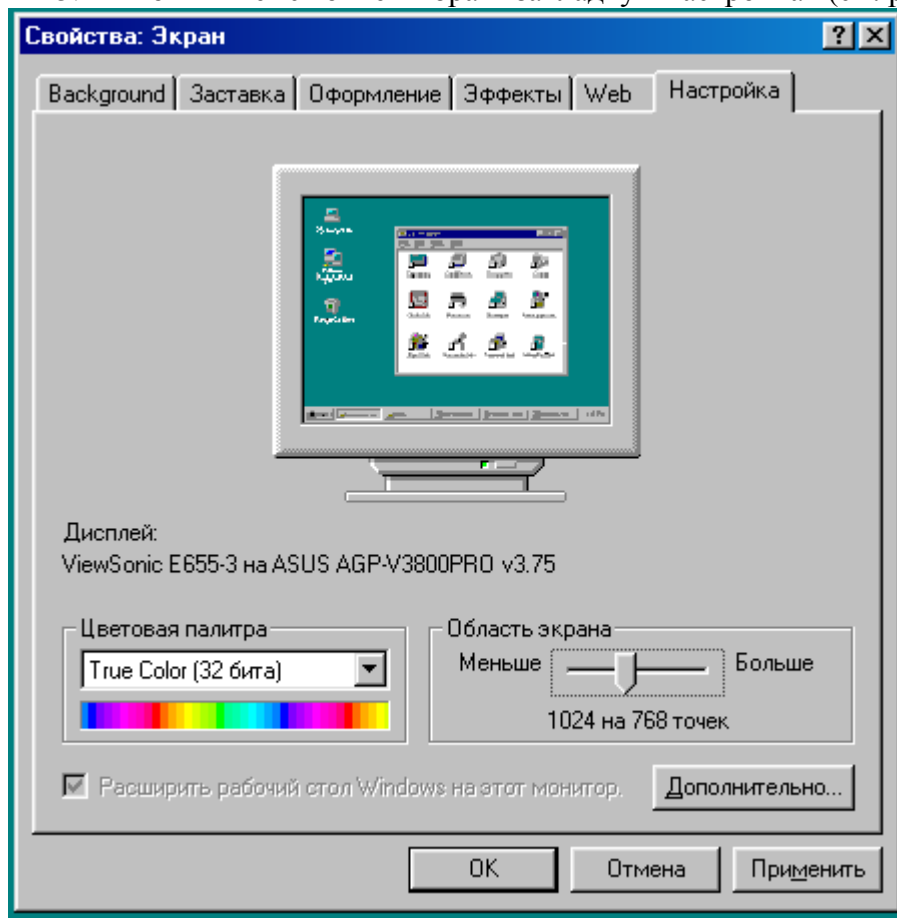 Свойства: Экран
Background Заставка Оформление Эффекты Web Настройка
Дисплей:
ViewSonic E655-3 на ASUS AGP-V3800PRO v3.75
Цветовая палитра
True Color (32 бита)
Область экрана
Меньше Больше
1024 на 768 точек
Расширить рабочий стол Windows на этот монитор.
Дополнительно...
OK Отмена Применить